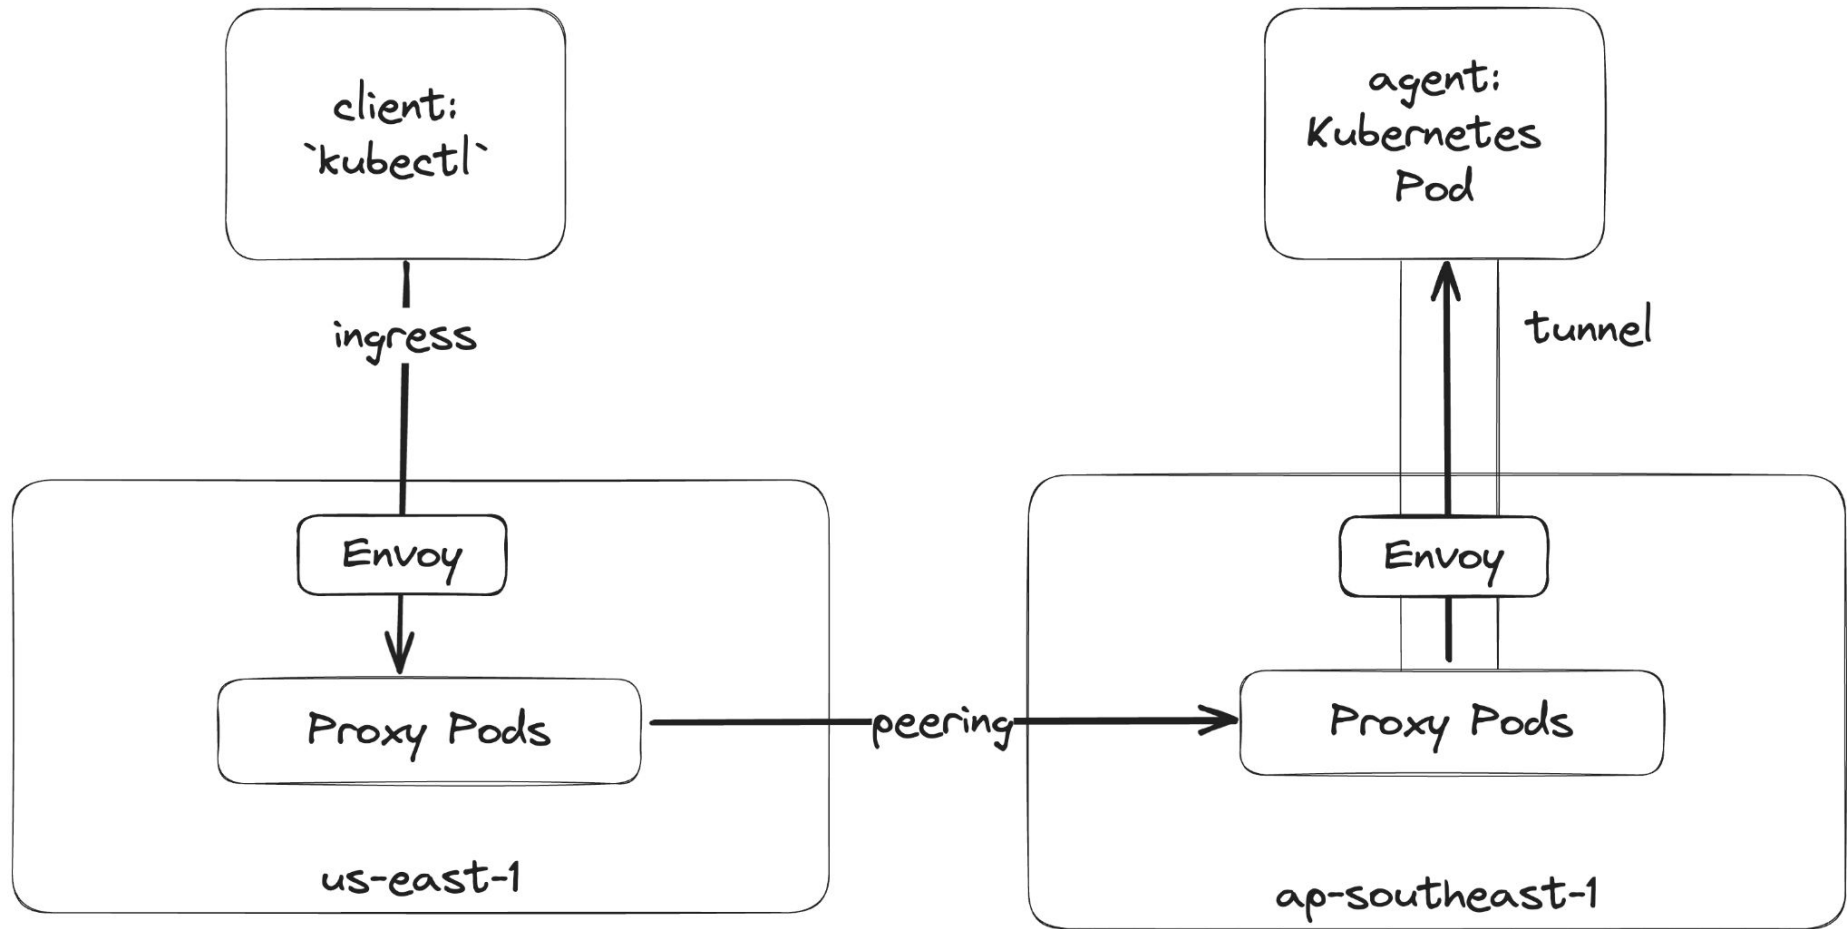 client:
`kubectl`
agent:
Kubernetes
Pod
ingress
tunnel
Envoy
Envoy
Proxy Pods
peering
Proxy Pods
us-east-1
ap-southeast-1